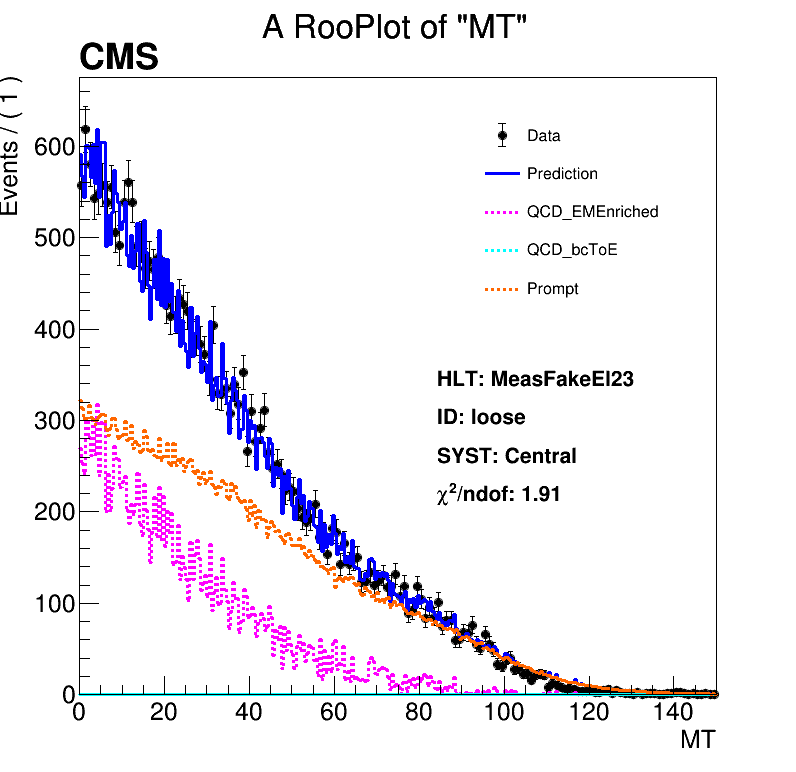 A RooPlot of "MT"
CMS
Events / ( 1 )
600
500
400
300
200
100
0
Data
Prediction
QCD_EMEnriched
QCD_bcToE
Prompt
HLT: MeasFakeEl23
ID: loose
SYST: Central
χ²/ndof: 1.91
0 20 40 60 80 100 120 140
MT